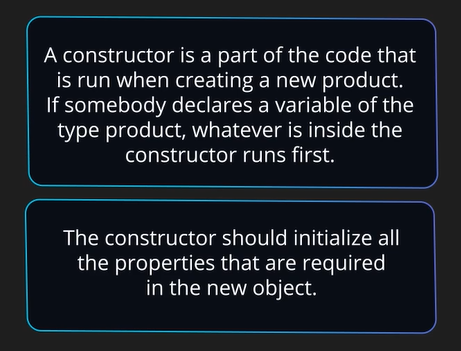 A constructor is a part of the code that
is run when creating a new product.
If somebody declares a variable of the
type product, whatever is inside the
constructor runs first.
The constructor should initialize all
the properties that are required
in the new object.